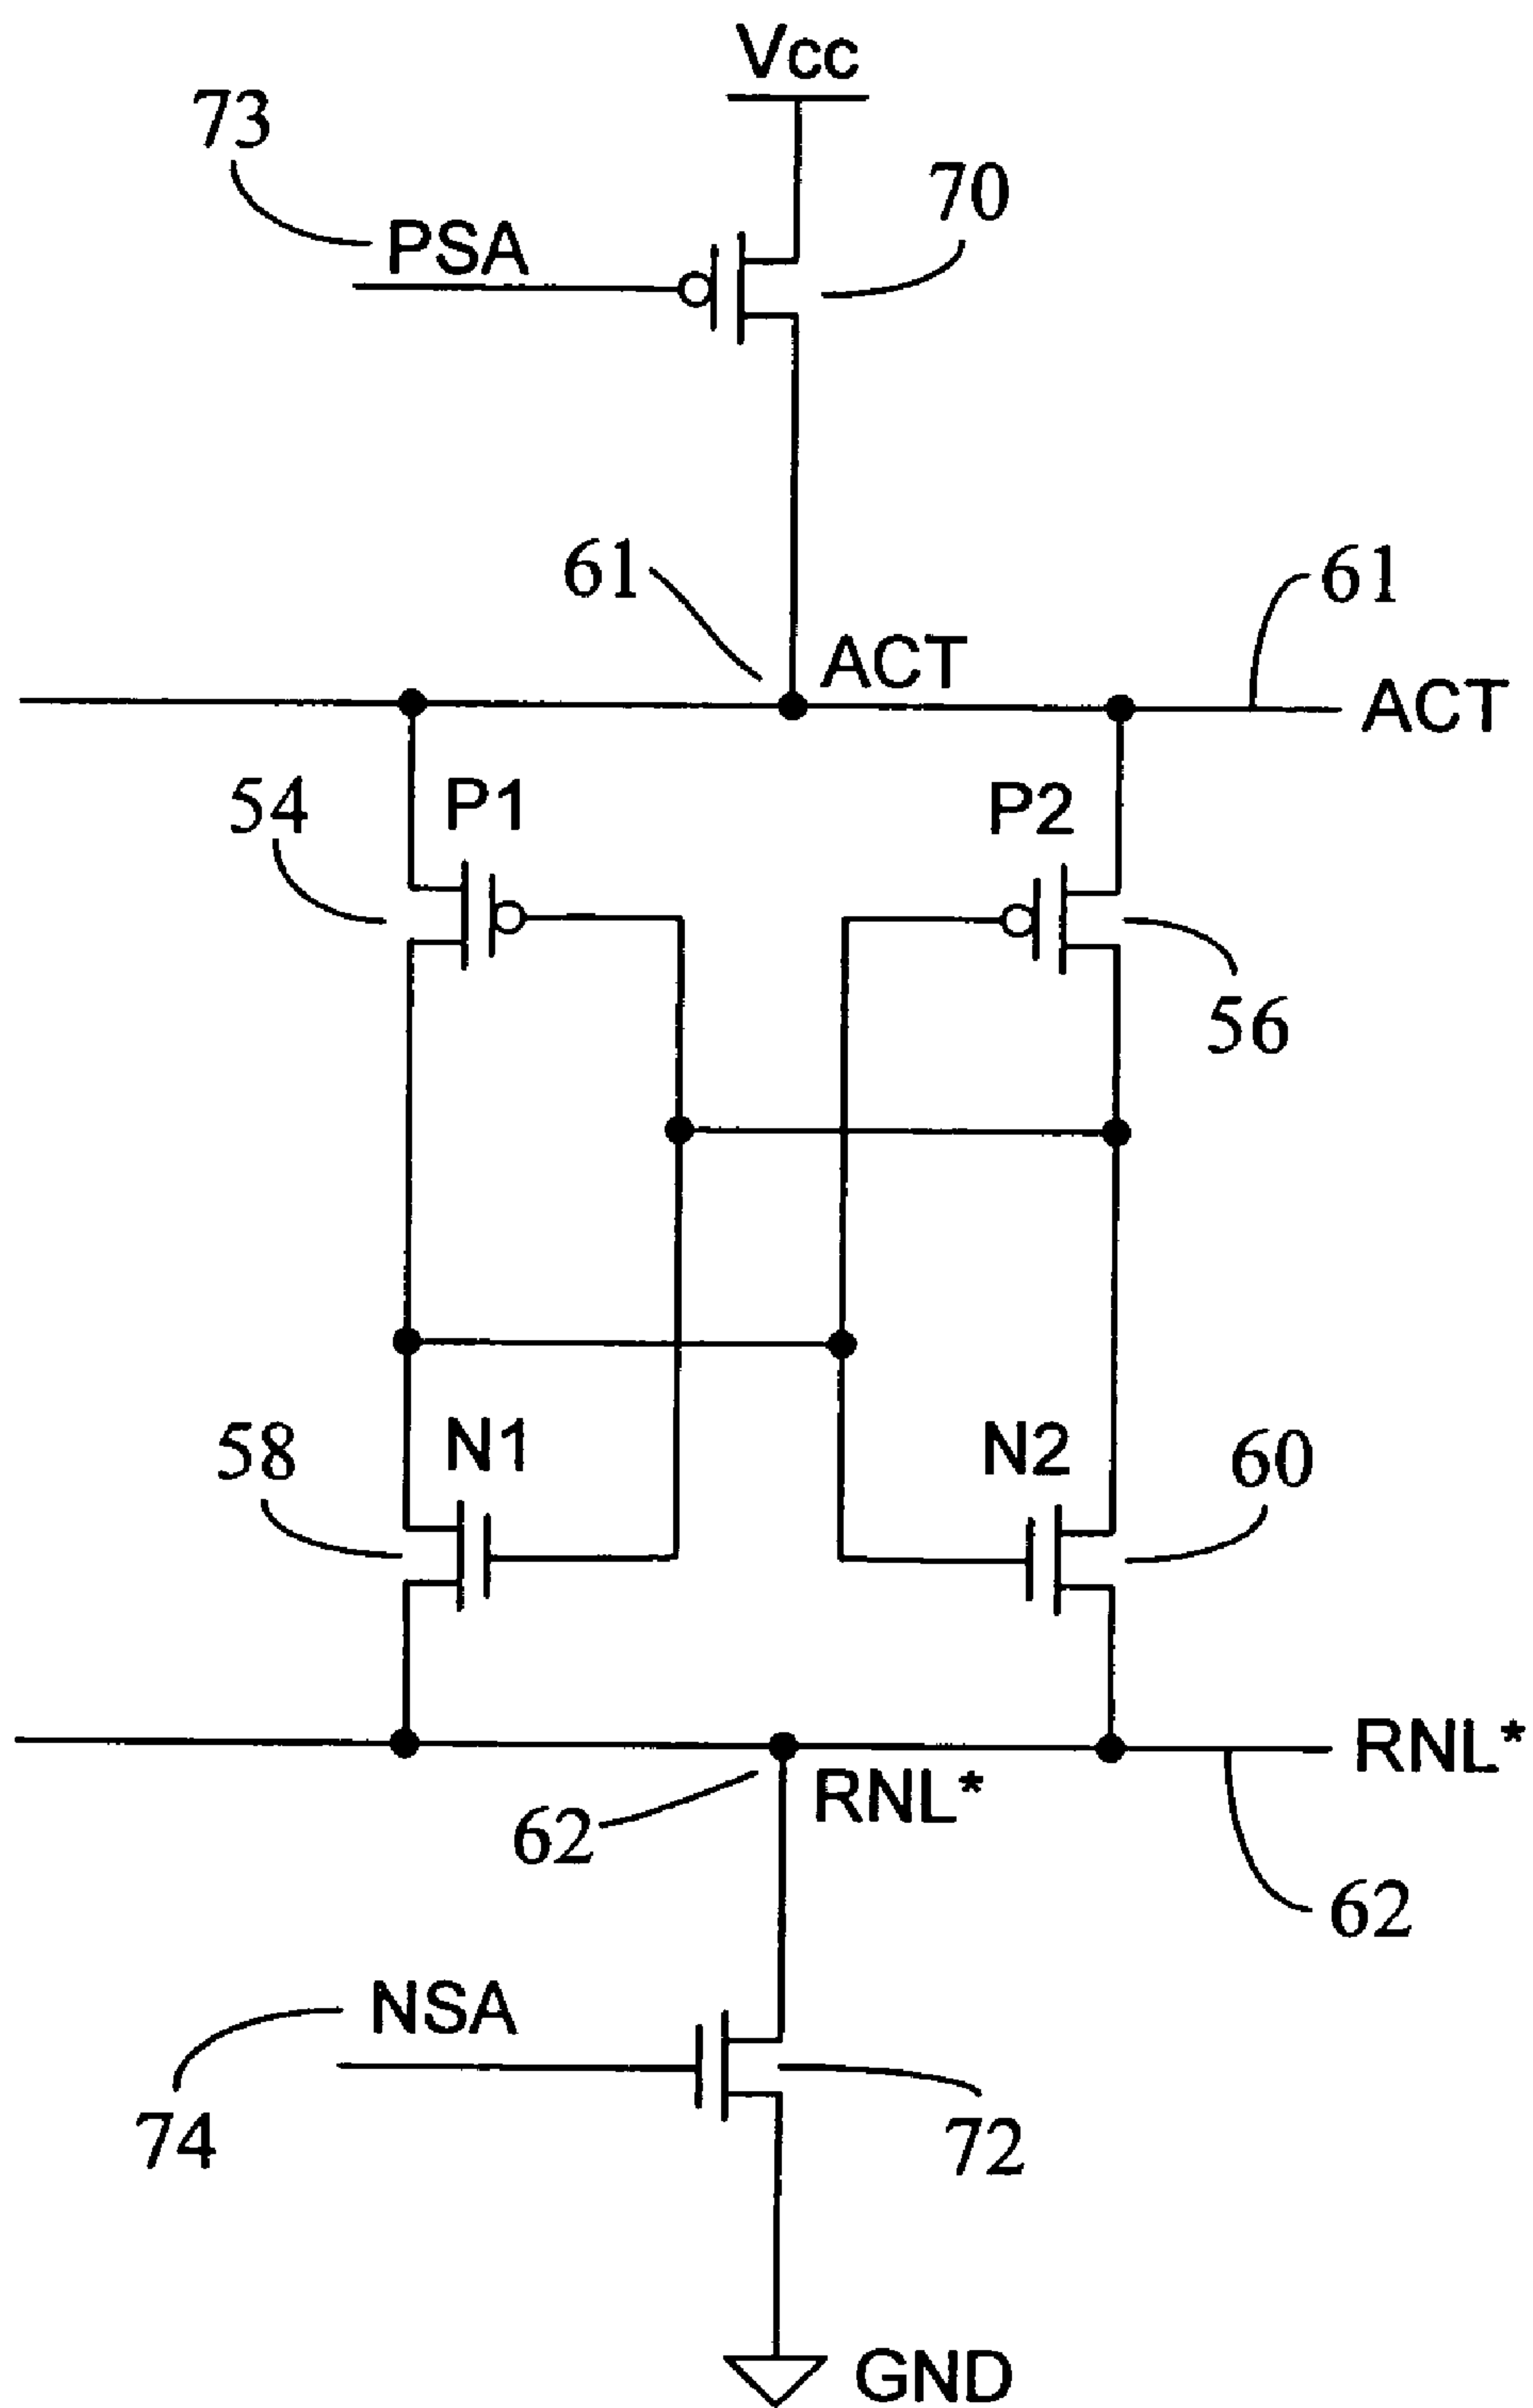 Vcc
73
70
PSA
61
61
ACT
ACT
54
P1
P2
56
58
N1
N2
60
RNL*
RNL*
62
62
NSA
74
72
GND